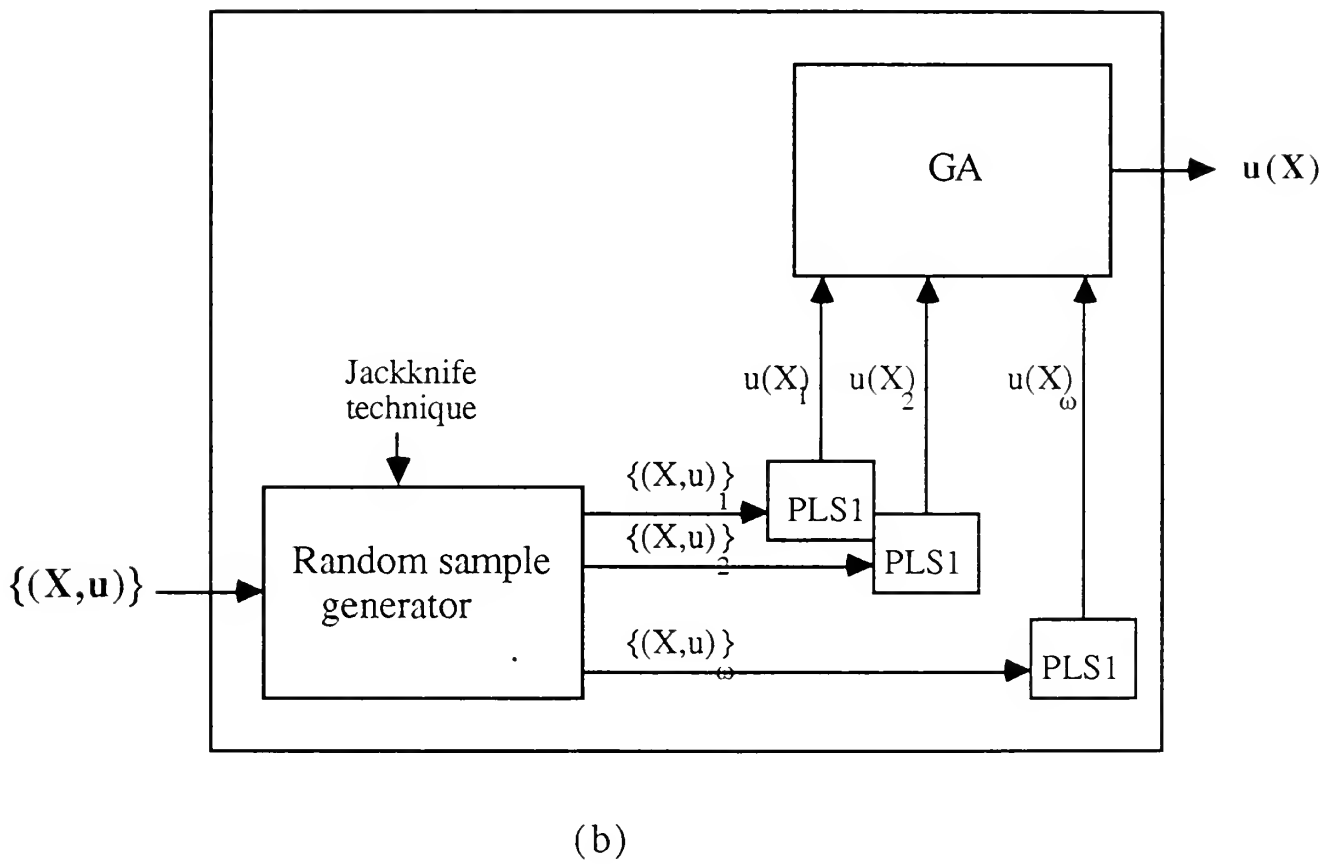 GA
u(X)
u(X)1
u(X)2
u(X)ω
Jackknife
technique
{(X,u)}1
PLS1
{(X,u)}2
PLS1
Random sample
generator
{(X,u)}
{(X,u)}ω
PLS1
(b)